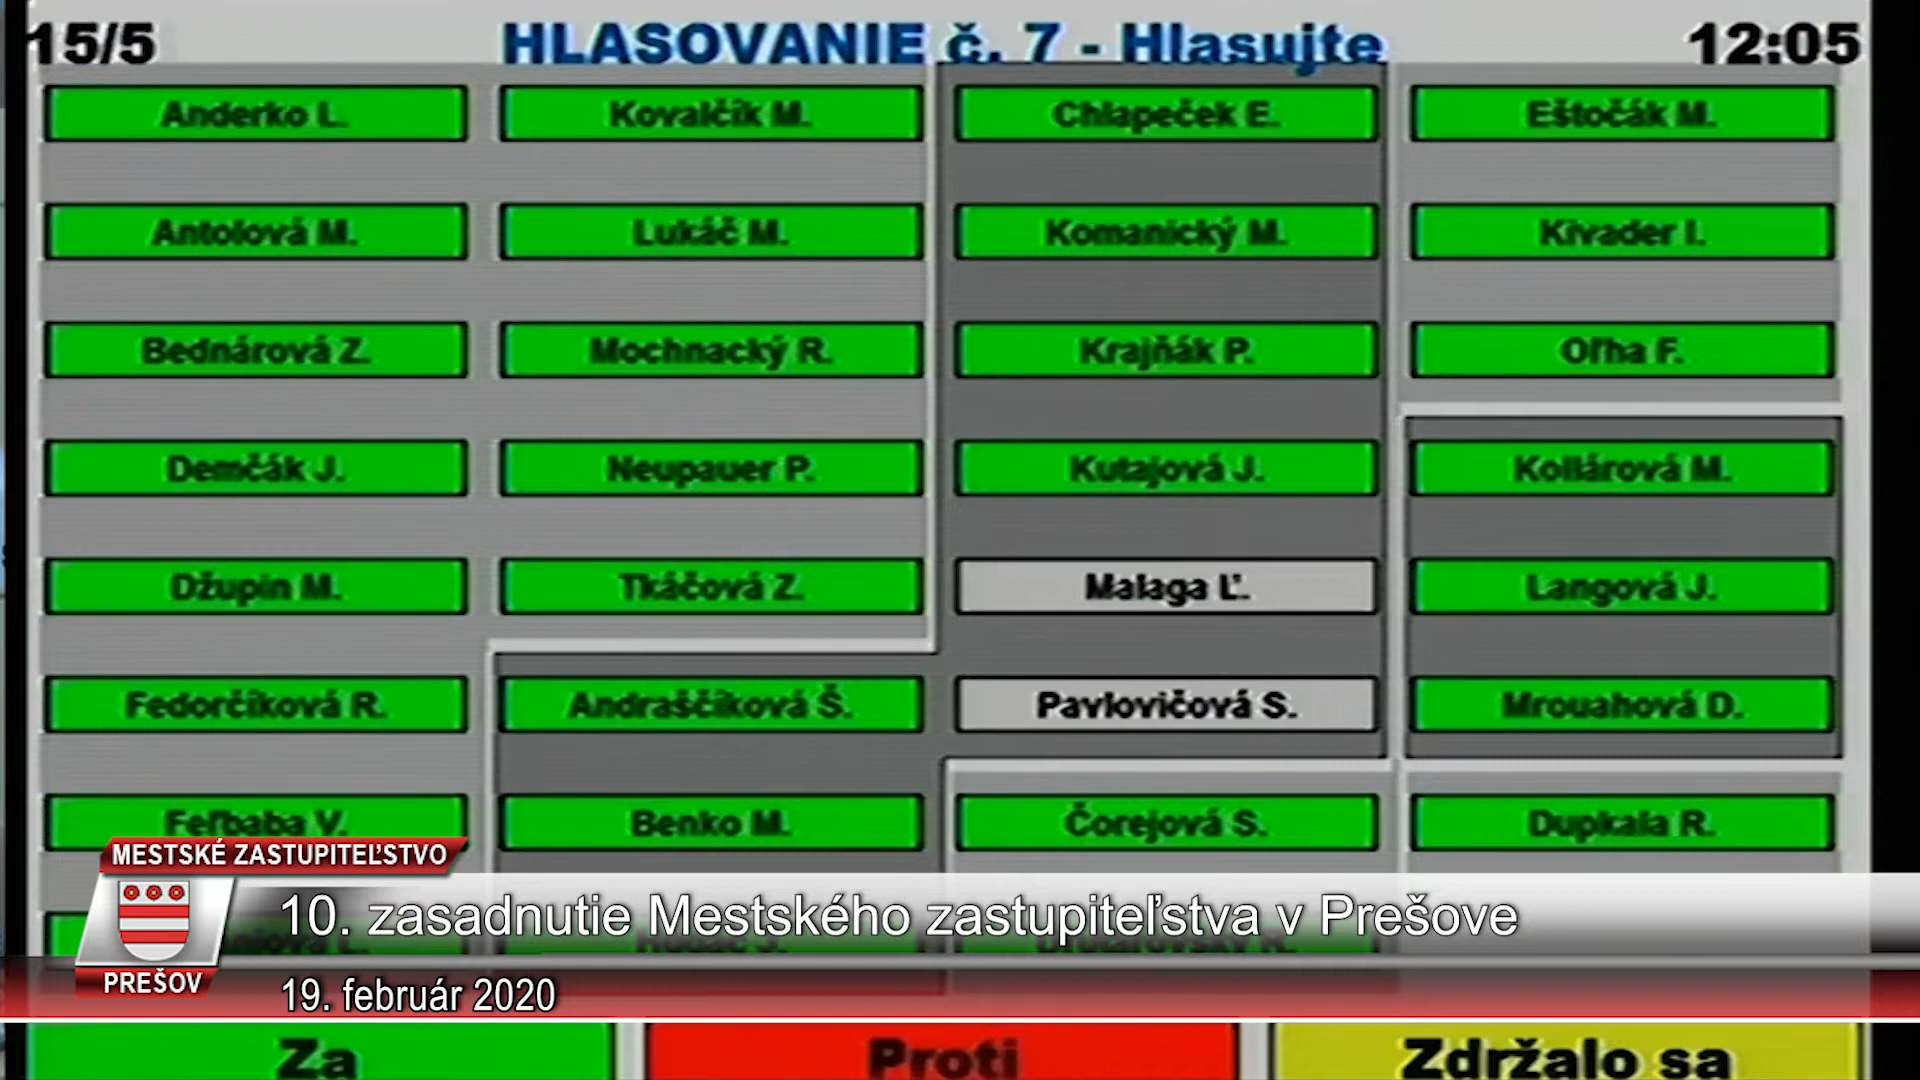 15/5 HLASOVANIE č. 7 - Hlasujte 12:05
Anderko L. Kovalčík M. Chlapeček E. Eštočák M.
Antolová M. Lukáč M. Komanický M. Kivader I.
Bednárová Z. Mochnacký R. Krajňák P. Oľha F.
Demčák J. Neupauer P. Kutajová J. Kollárová M.
Džupin M. Tkáčová Z. Malaga Ľ. Langová J.
Fedorčíková R. Andraščíková Š. Pavlovičová S. Mrouahová D.
Feľbaba V. Benko M. Čorejová S. Dupkala R.
MESTSKÉ ZASTUPITEĽSTVO
10. zasadnutie Mestského zastupiteľstva v Prešove
PREŠOV
19. február 2020
Za Proti Zdržalo sa